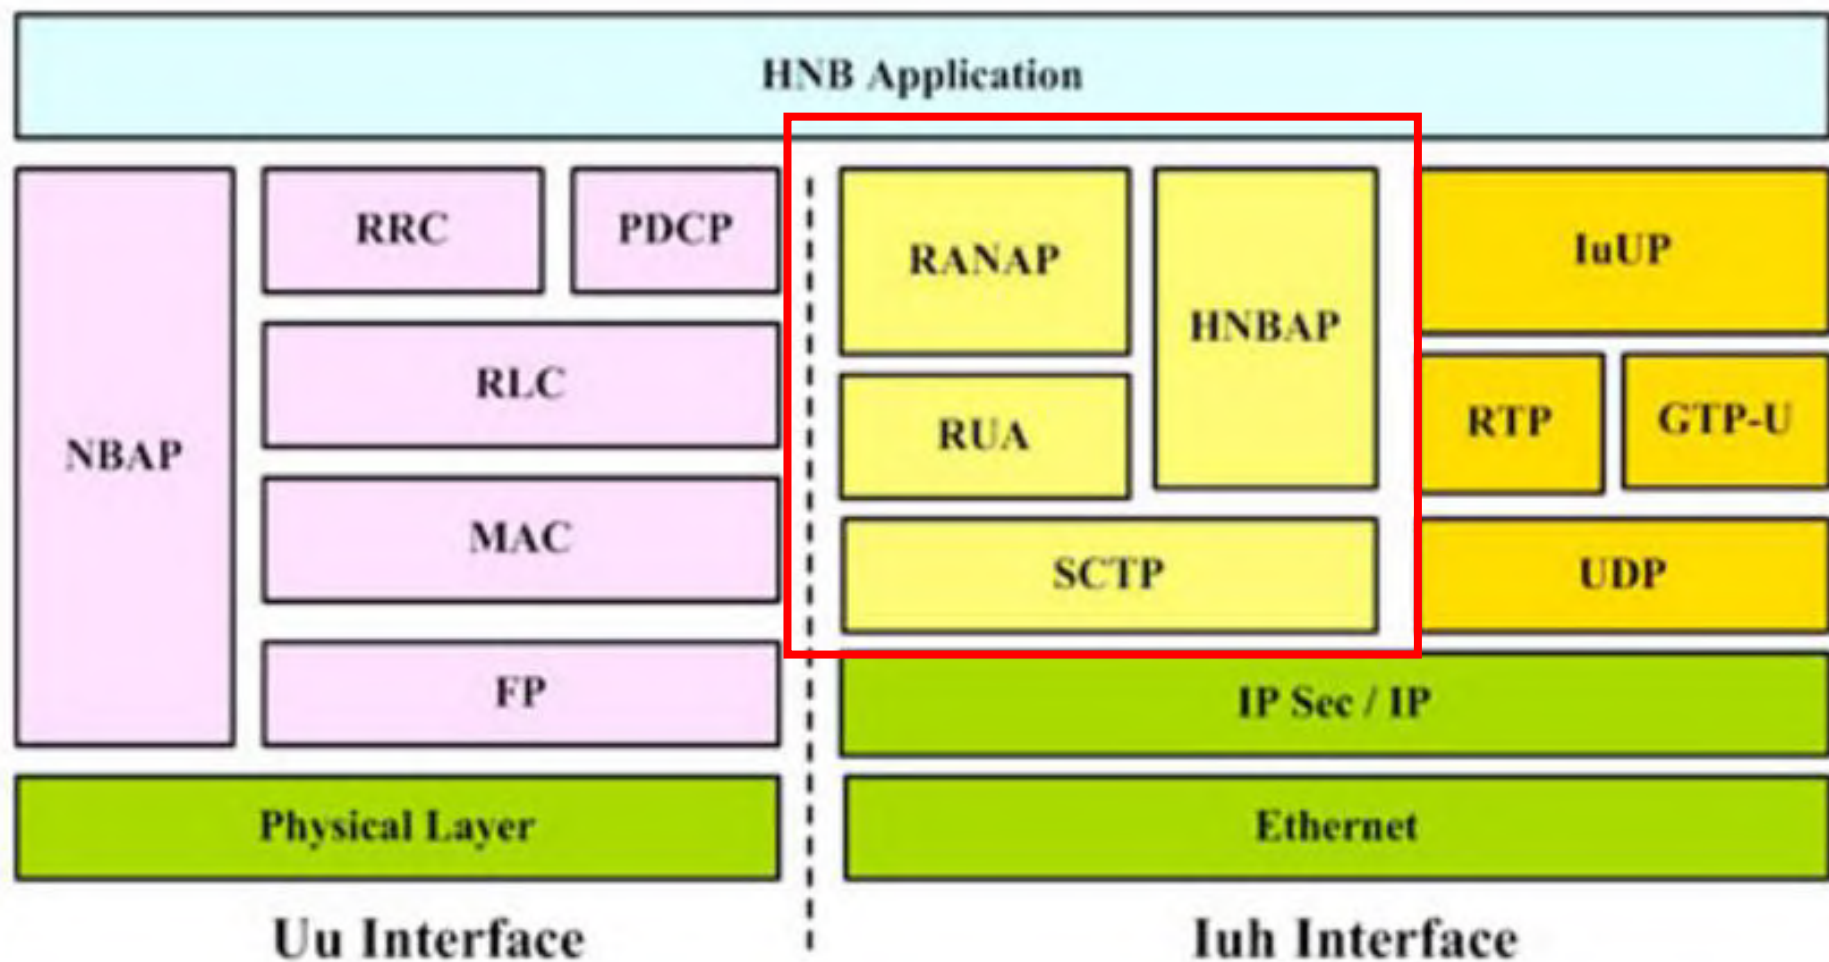 HNB Application
NBAP
RRC
PDCP
RLC
MAC
FP
Physical Layer
Uu Interface
RANAP
HNBAP
RUA
SCTP
IuUP
RTP
GTP-U
UDP
IP Sec / IP
Ethernet
Iuh Interface